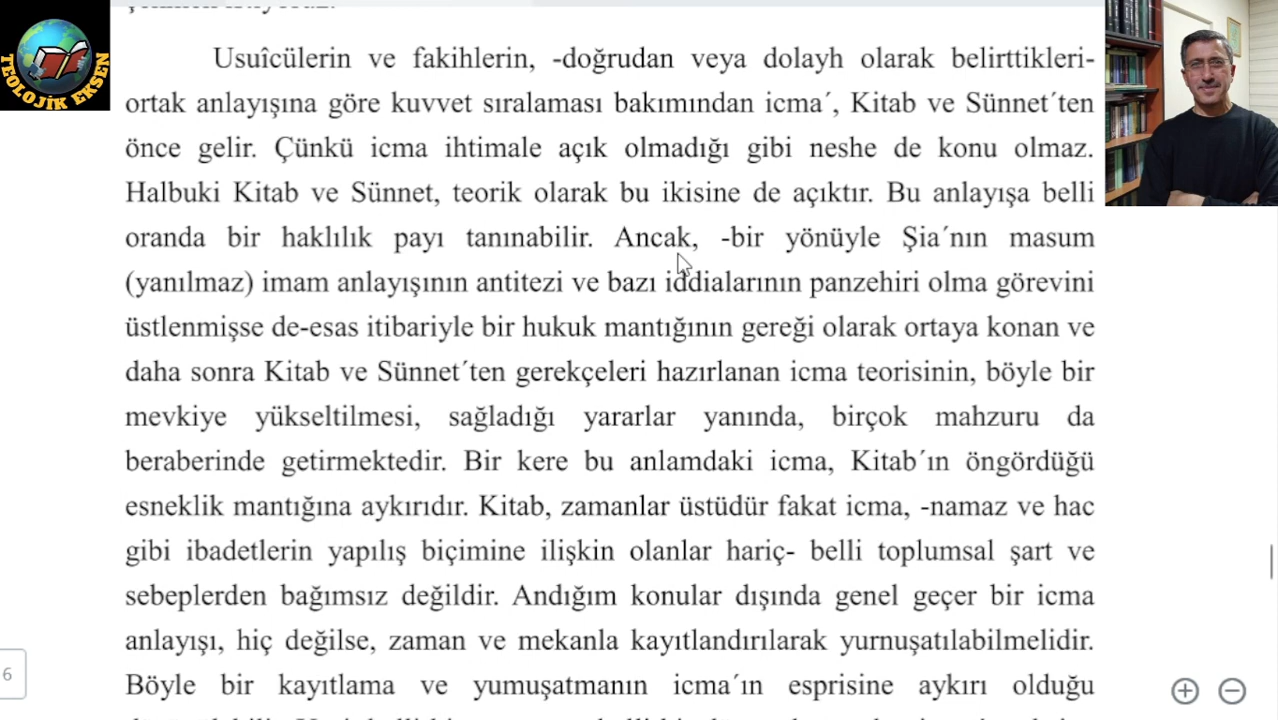 TEOLOJİK EKSEN
Usuîcülerin ve fakihlerin, -doğrudan veya dolayh olarak belirttikleri-
ortak anlayışına göre kuvvet sıralaması bakımından icma´, Kitab ve Sünnet´ten
önce gelir. Çünkü icma ihtimale açık olmadığı gibi neshe de konu olmaz.
Halbuki Kitab ve Sünnet, teorik olarak bu ikisine de açıktır. Bu anlayışa belli
oranda bir haklılık payı tanınabilir. Ancak, -bir yönüyle Şia´nın masum
(yanılmaz) imam anlayışının antitezi ve bazı iddialarının panzehiri olma görevini
üstlenmişse de-esas itibariyle bir hukuk mantığının gereği olarak ortaya konan ve
daha sonra Kitab ve Sünnet´ten gerekçeleri hazırlanan icma teorisinin, böyle bir
mevkiye yükseltilmesi, sağladığı yararlar yanında, birçok mahzuru da
beraberinde getirmektedir. Bir kere bu anlamdaki icma, Kitab´ın öngördüğü
esneklik mantığına aykırıdır. Kitab, zamanlar üstüdür fakat icma, -namaz ve hac
gibi ibadetlerin yapılış biçimine ilişkin olanlar hariç- belli toplumsal şart ve
sebeplerden bağımsız değildir. Andığım konular dışında genel geçer bir icma
anlayışı, hiç değilse, zaman ve mekanla kayıtlandırılarak yurnuşatılabilmelidir.
Böyle bir kayıtlama ve yumuşatmanın icma´ın esprisine aykırı olduğu
6